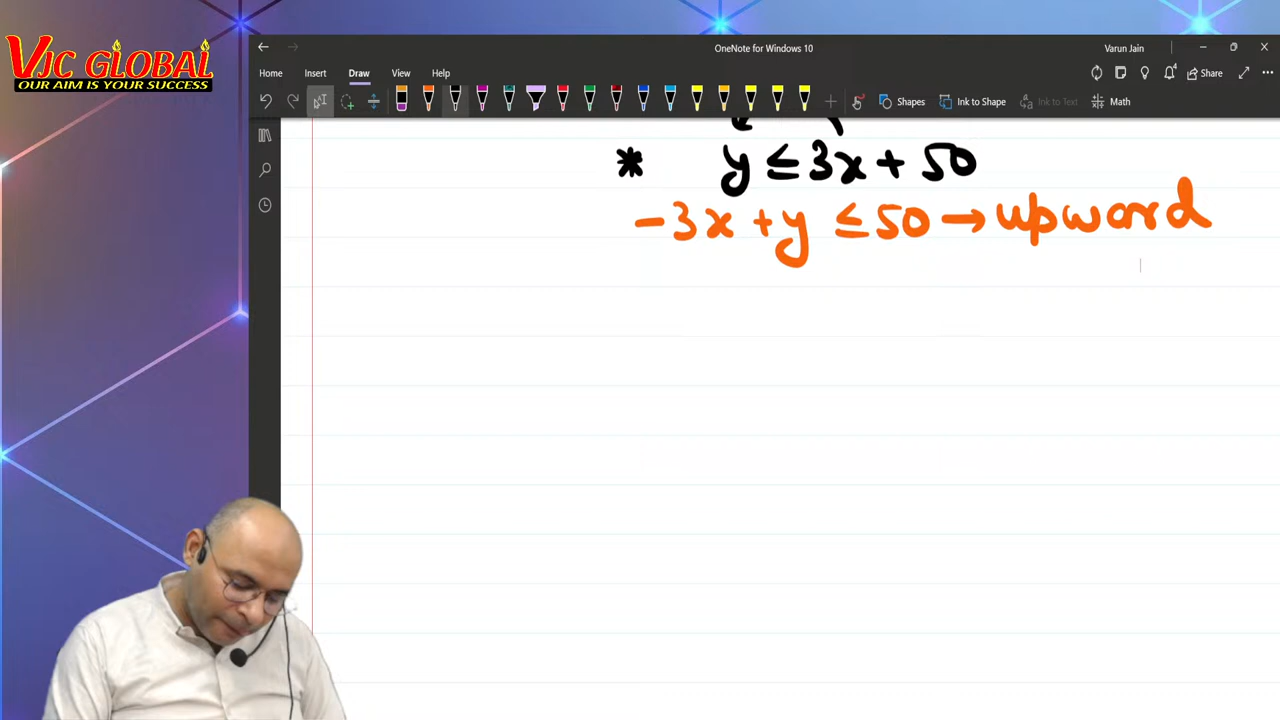 VJC GLOBAL
OUR AIM IS YOUR SUCCESS
OneNote for Windows 10
Varun Jain
Home Insert Draw View Help
Share
Shapes Ink to Shape Ink to Text Math
* y ≤ 3x + 50
-3x + y ≤ 50 → upward